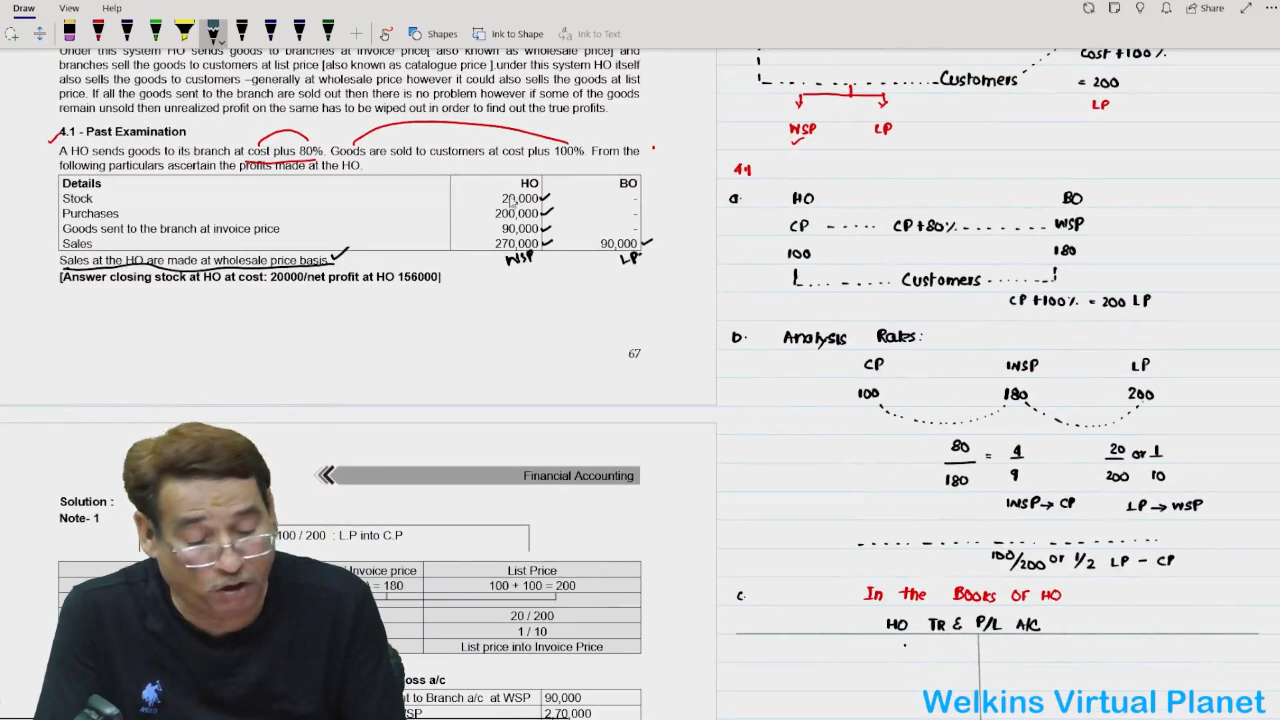 Draw View Help
Share
Shapes
Ink to Shape
Ink to Text
Under this system HO sends goods to branches at invoice price[ also known as wholesale price] and
branches sell the goods to customers at list price [also known as catalogue price ].under this system HO itself
also sells the goods to customers –generally at wholesale price however it could also sells the goods at list
price. If all the goods sent to the branch are sold out then there is no problem however if some of the goods
remain unsold then unrealized profit on the same has to be wiped out in order to find out the true profits.
4.1 - Past Examination
A HO sends goods to its branch at cost plus 80%. Goods are sold to customers at cost plus 100%. From the
following particulars ascertain the profits made at the HO.
Details HO BO
Stock 20,000 -
Purchases 200,000 -
Goods sent to the branch at invoice price 90,000 -
Sales 270,000 90,000
WSP LP
Sales at the HO are made at wholesale price basis
[Answer closing stock at HO at cost: 20000/net profit at HO 156000]
67
Financial Accounting
Solution :
Note- 1
100 / 200 : L.P into C.P
Invoice price List Price
= 180 100 + 100 = 200
20 / 200
1 / 10
List price into Invoice Price
oss a/c
t to Branch a/c at WSP 90,000
SP 2,70,000
Cost +100%
Customers
= 200
LP
WSP LP
4.1
a. HO BO
CP CP+80% WSP
100 180
Customers
CP+100% = 200 LP
b. Analysis Rates:
CP INSP LP
100 180 200
80/180 = 4/9 20/200 or 1/10
INSP→CP LP→WSP
100/200 or 1/2 LP - CP
c. In the Books OF HO
HO TR & P/L A/C
Welkins Virtual Planet